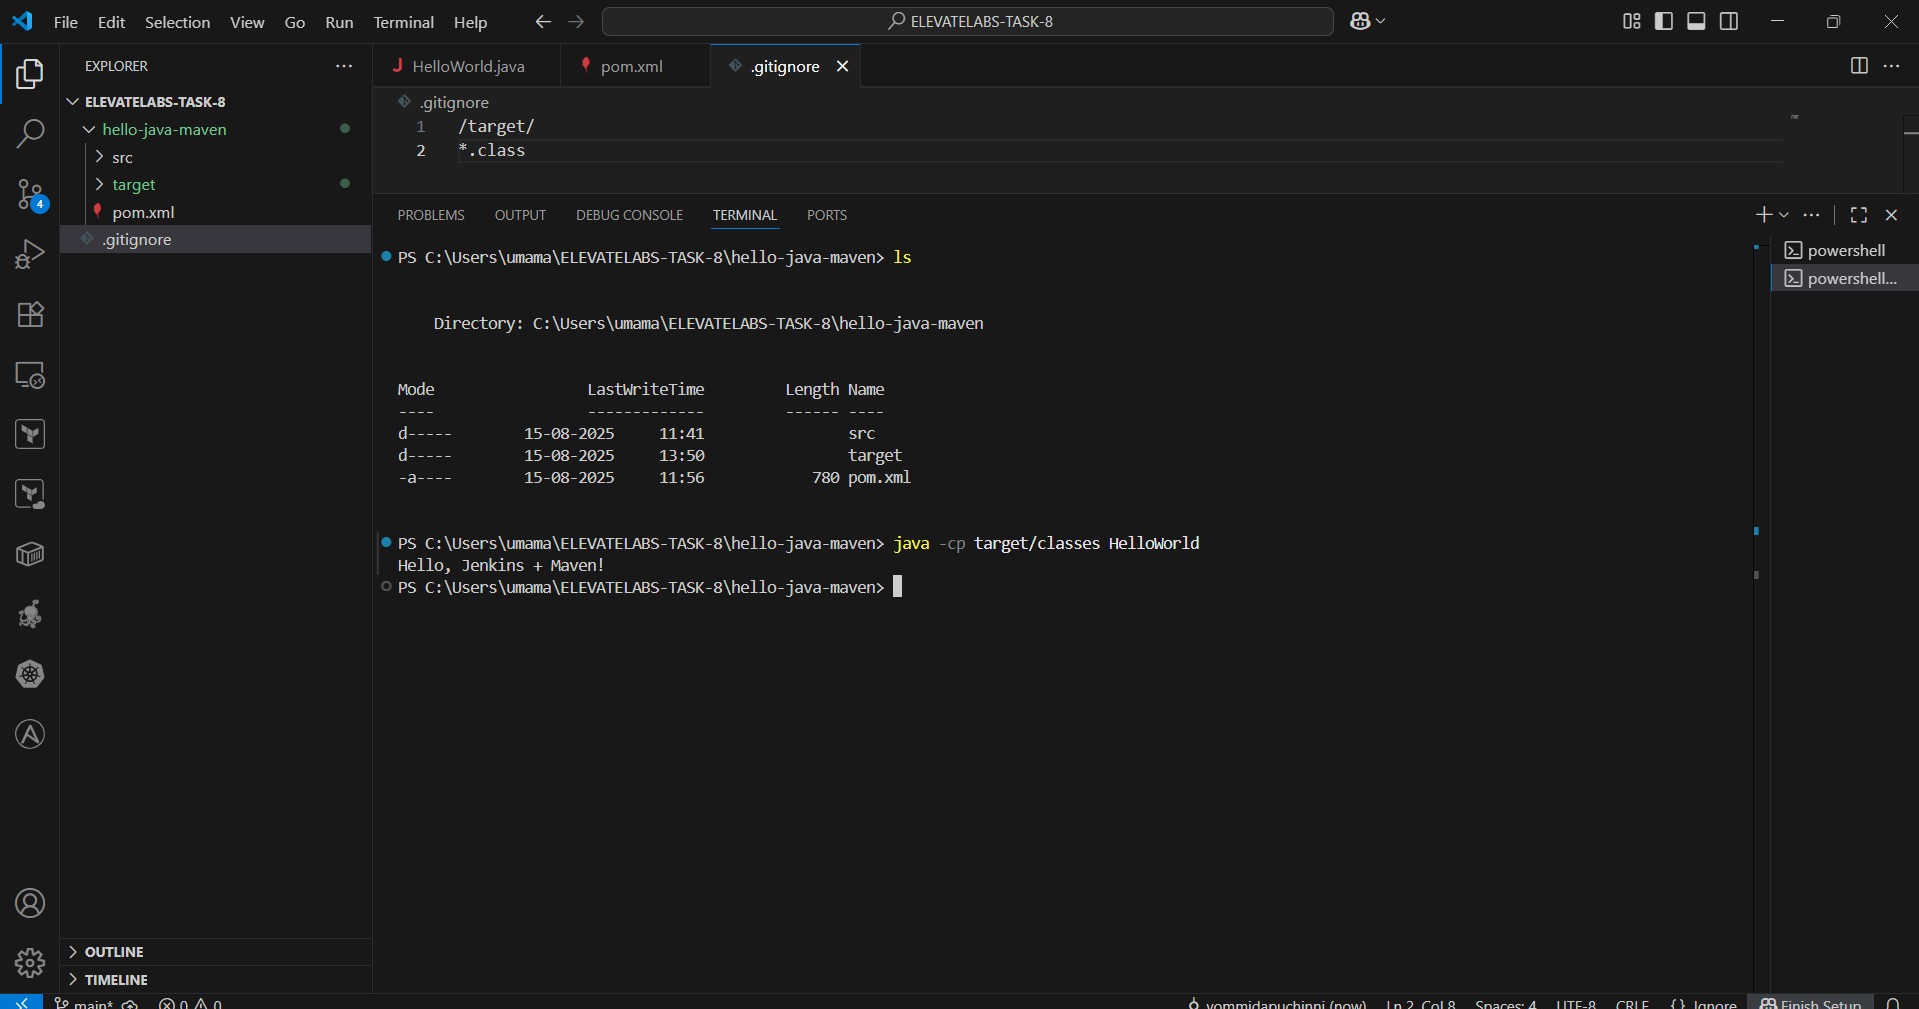 File Edit Selection View Go Run Terminal Help
ELEVATELABS-TASK-8
EXPLORER
ELEVATELABS-TASK-8
hello-java-maven
src
target
pom.xml
.gitignore
4
OUTLINE
TIMELINE
HelloWorld.java pom.xml .gitignore
.gitignore
1 /target/
2 *.class
PROBLEMS OUTPUT DEBUG CONSOLE TERMINAL PORTS
PS C:\Users\umama\ELEVATELABS-TASK-8\hello-java-maven> ls
Directory: C:\Users\umama\ELEVATELABS-TASK-8\hello-java-maven
Mode LastWriteTime Length Name
---- ------------- ------ ----
d----- 15-08-2025 11:41 src
d----- 15-08-2025 13:50 target
-a---- 15-08-2025 11:56 780 pom.xml
PS C:\Users\umama\ELEVATELABS-TASK-8\hello-java-maven> java -cp target/classes HelloWorld
Hello, Jenkins + Maven!
PS C:\Users\umama\ELEVATELABS-TASK-8\hello-java-maven>
powershell
powershell...
main* 0 0 vommidapuchinni (now) Ln 2, Col 8 Spaces: 4 UTF-8 CRLF {} Ignore Finish Setup